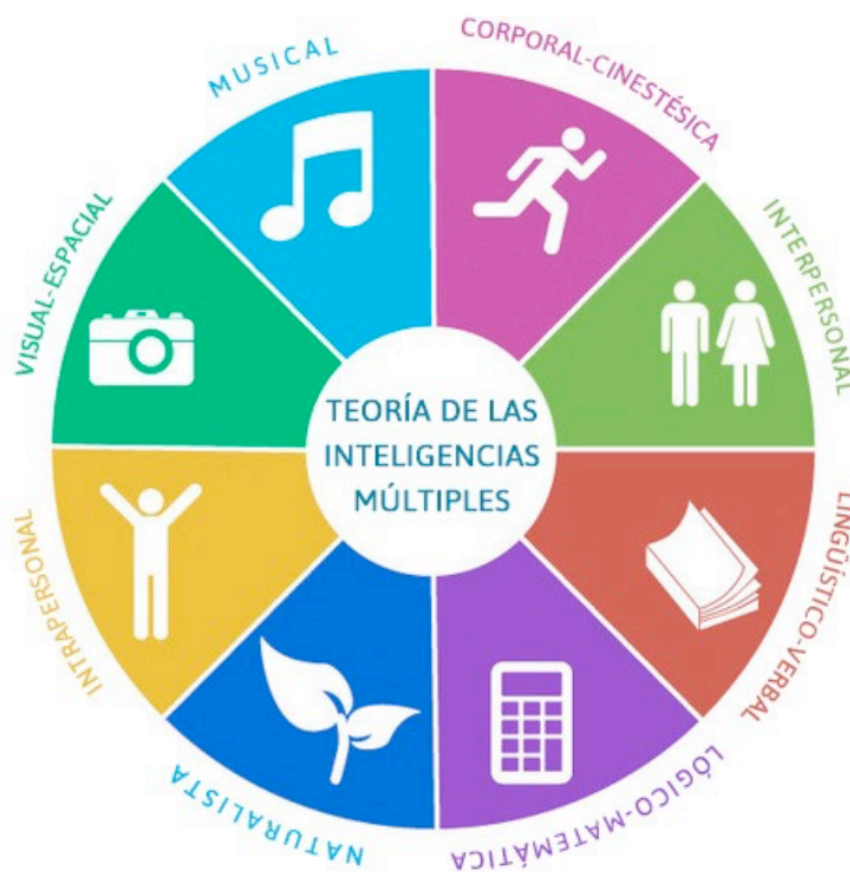 MUSICAL
CORPORAL-CINESTÉSICA
INTERPERSONAL
LINGÜÍSTICO-VERBAL
LÓGICO-MATEMÁTICA
NATURALISTA
INTRAPERSONAL
VISUAL-ESPACIAL
TEORÍA DE LAS
INTELIGENCIAS
MÚLTIPLES